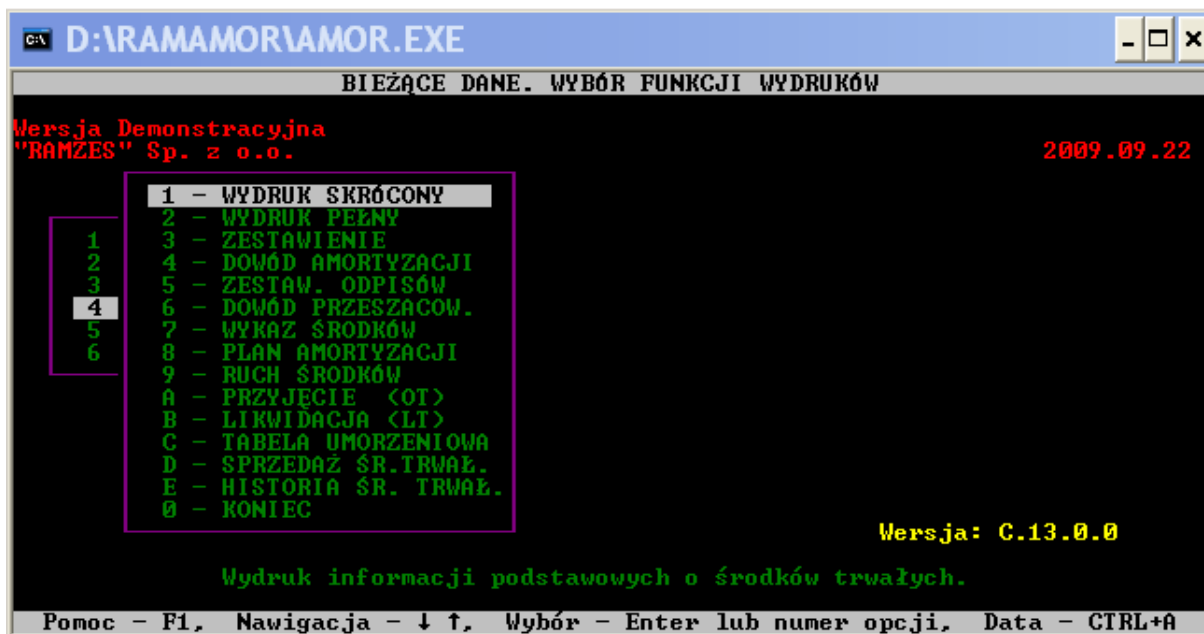 D:\RAMAMOR\AMOR.EXE
BIEŻĄCE DANE. WYBÓR FUNKCJI WYDRUKÓW
Wersja Demonstracyjna
"RAMZES" Sp. z o.o. 2009.09.22
1 - WYDRUK SKRÓCONY
2 - WYDRUK PEŁNY
1 3 - ZESTAWIENIE
2 4 - DOWÓD AMORTYZACJI
3 5 - ZESTAW. ODPISÓW
4 6 - DOWÓD PRZESZACOW.
5 7 - WYKAZ ŚRODKÓW
6 8 - PLAN AMORTYZACJI
9 - RUCH ŚRODKÓW
A - PRZYJĘCIE (OT)
B - LIKWIDACJA (LT)
C - TABELA UMORZENIOWA
D - SPRZEDAŻ ŚR.TRWAŁ.
E - HISTORIA ŚR. TRWAŁ.
0 - KONIEC
Wersja: C.13.0.0
Wydruk informacji podstawowych o środków trwałych.
Pomoc - F1, Nawigacja - ↓ ↑, Wybór - Enter lub numer opcji, Data - CTRL+A